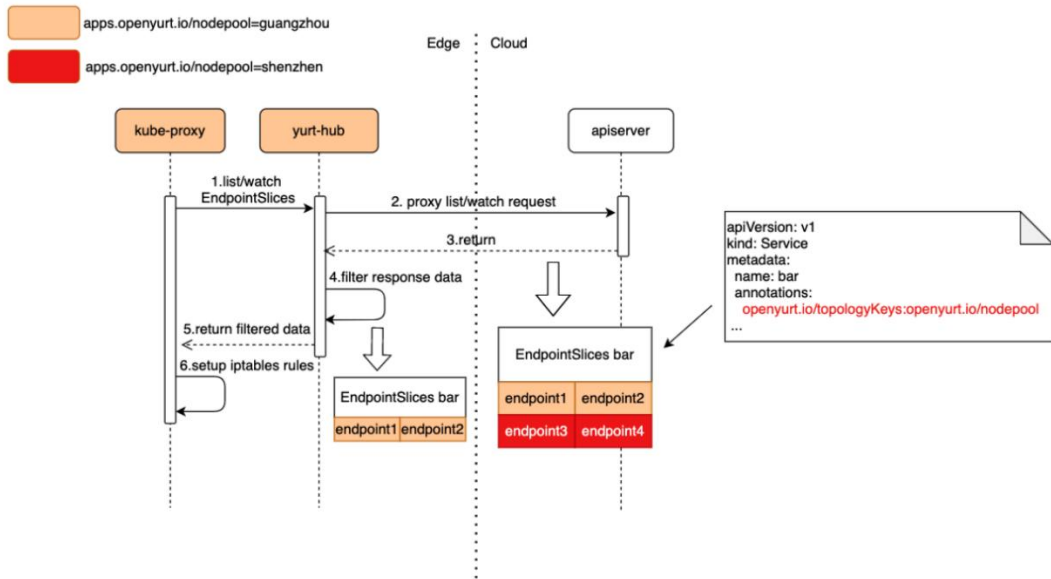 apps.openyurt.io/nodepool=guangzhou
apps.openyurt.io/nodepool=shenzhen
Edge
Cloud
kube-proxy
yurt-hub
apiserver
1.list/watch
EndpointSlices
2. proxy list/watch request
3.return
4.filter response data
5.return filtered data
6.setup iptables rules
EndpointSlices bar
endpoint1
endpoint2
EndpointSlices bar
endpoint1
endpoint2
endpoint3
endpoint4
apiVersion: v1
kind: Service
metadata:
name: bar
annotations:
openyurt.io/topologyKeys:openyurt.io/nodepool
...